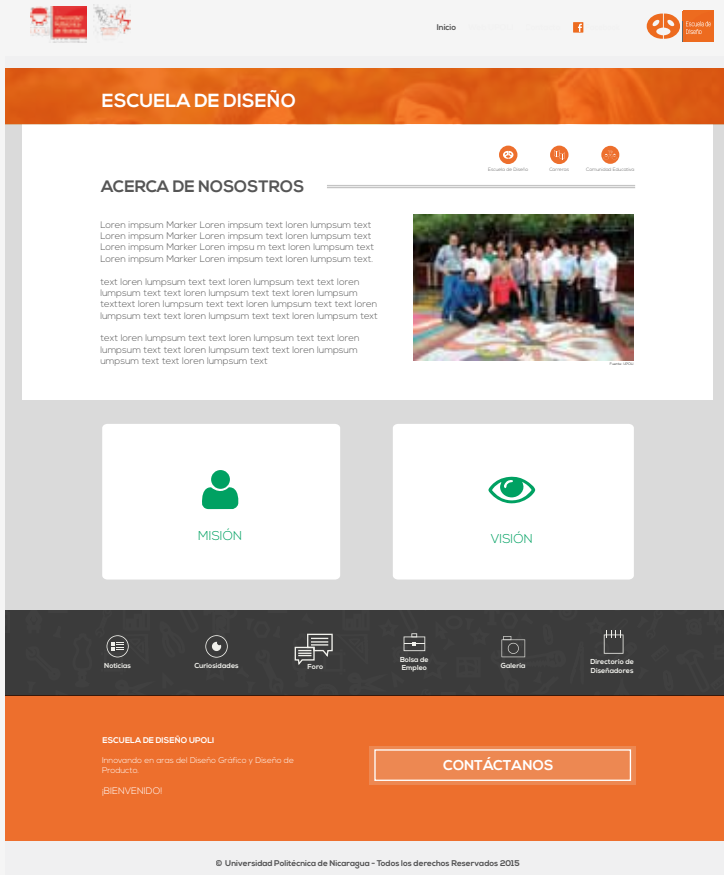 Universidad
Politécnica
de Nicaragua
Inicio
Escuela de
Diseño
ESCUELA DE DISEÑO
Escuela de Diseño
Carreras
Comunidad Educativa
ACERCA DE NOSOSTROS
Loren impsum Marker Loren impsum text loren lumpsum text
Loren impsum Marker Loren impsum text loren lumpsum text
Loren impsum Marker Loren impsu m text loren lumpsum text
Loren impsum Marker Loren impsum text loren lumpsum text.
text loren lumpsum text text loren lumpsum text text loren
lumpsum text text loren lumpsum text text loren lumpsum
texttext loren lumpsum text text loren lumpsum text text loren
lumpsum text text loren lumpsum text text loren lumpsum text
text loren lumpsum text text loren lumpsum text text loren
lumpsum text text loren lumpsum text text loren lumpsum
umpsum text text loren lumpsum text
Fuente: UPOLI
MISIÓN
VISIÓN
Noticias
Curiosidades
Foro
Bolsa de
Empleo
Galería
Directorio de
Diseñadores
ESCUELA DE DISEÑO UPOLI
Innovando en aras del Diseño Gráfico y Diseño de
Producto.
¡BIENVENIDO!
CONTÁCTANOS
© Universidad Politécnica de Nicaragua - Todos los derechos Reservados 2015